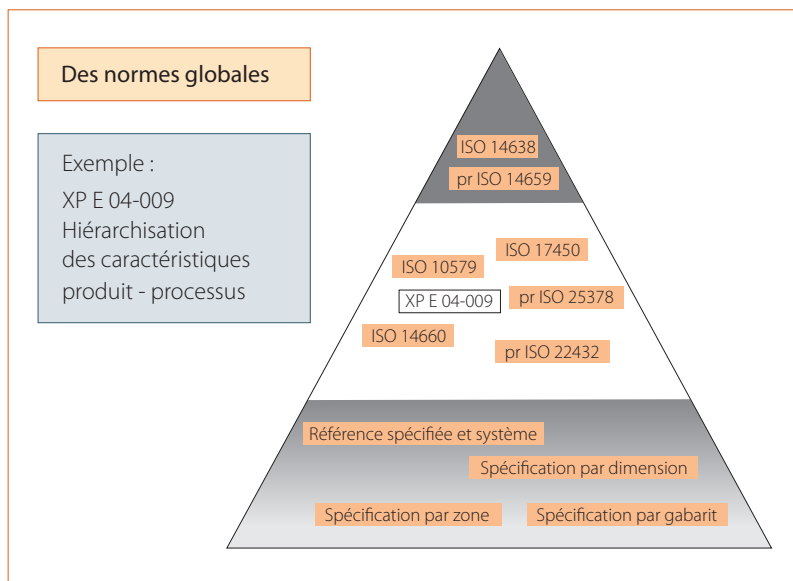 Des normes globales
Exemple :
XP E 04-009
Hiérarchisation
des caractéristiques
produit - processus
ISO 14638
pr ISO 14659
ISO 17450
ISO 10579
XP E 04-009
pr ISO 25378
ISO 14660
pr ISO 22432
Référence spécifiée et système
Spécification par dimension
Spécification par zone
Spécification par gabarit